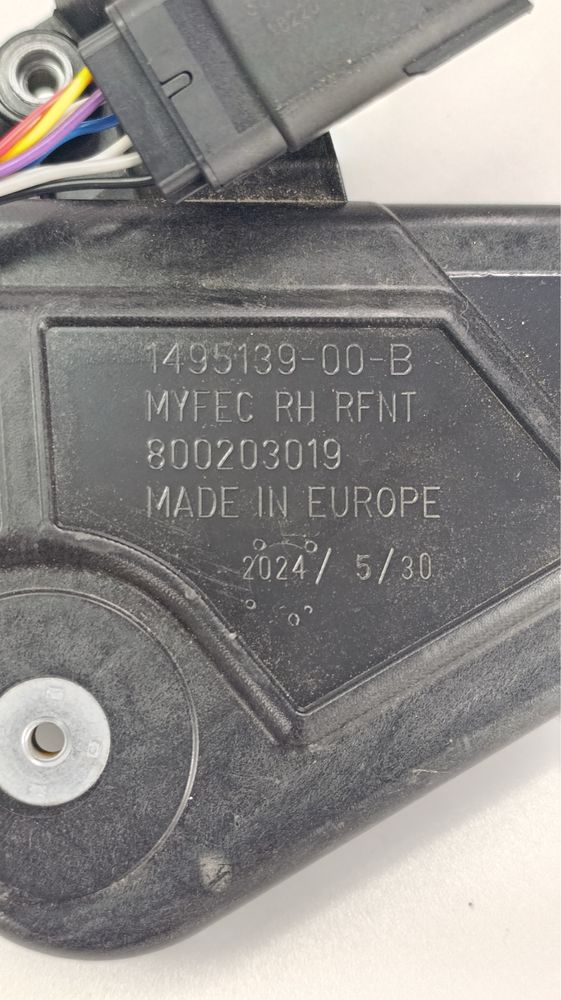 1495139-00-B
MYFEC RH RFNT
800203019
MADE IN EUROPE
2024/ 5/30